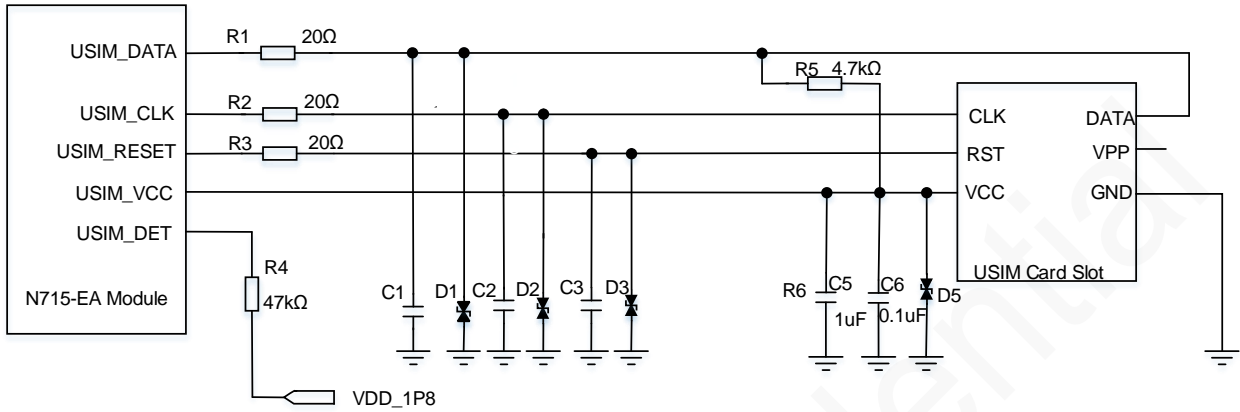 USIM_DATA R1 20Ω
R5 4.7kΩ
USIM_CLK R2 20Ω CLK DATA
USIM_RESET R3 20Ω RST VPP
USIM_VCC VCC GND
USIM_DET
R4
47kΩ
N715-EA Module
USIM Card Slot
C1 D1 C2 D2 C3 D3 R6 C5 C6 D5
1uF 0.1uF
VDD_1P8